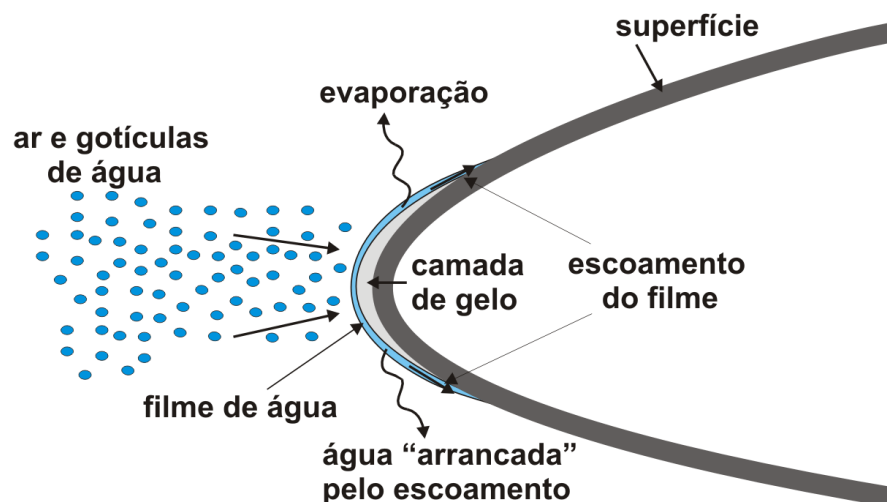 superfície
evaporação
ar e gotículas
de água
camada
de gelo
escoamento
do filme
filme de água
água “arrancada”
pelo escoamento